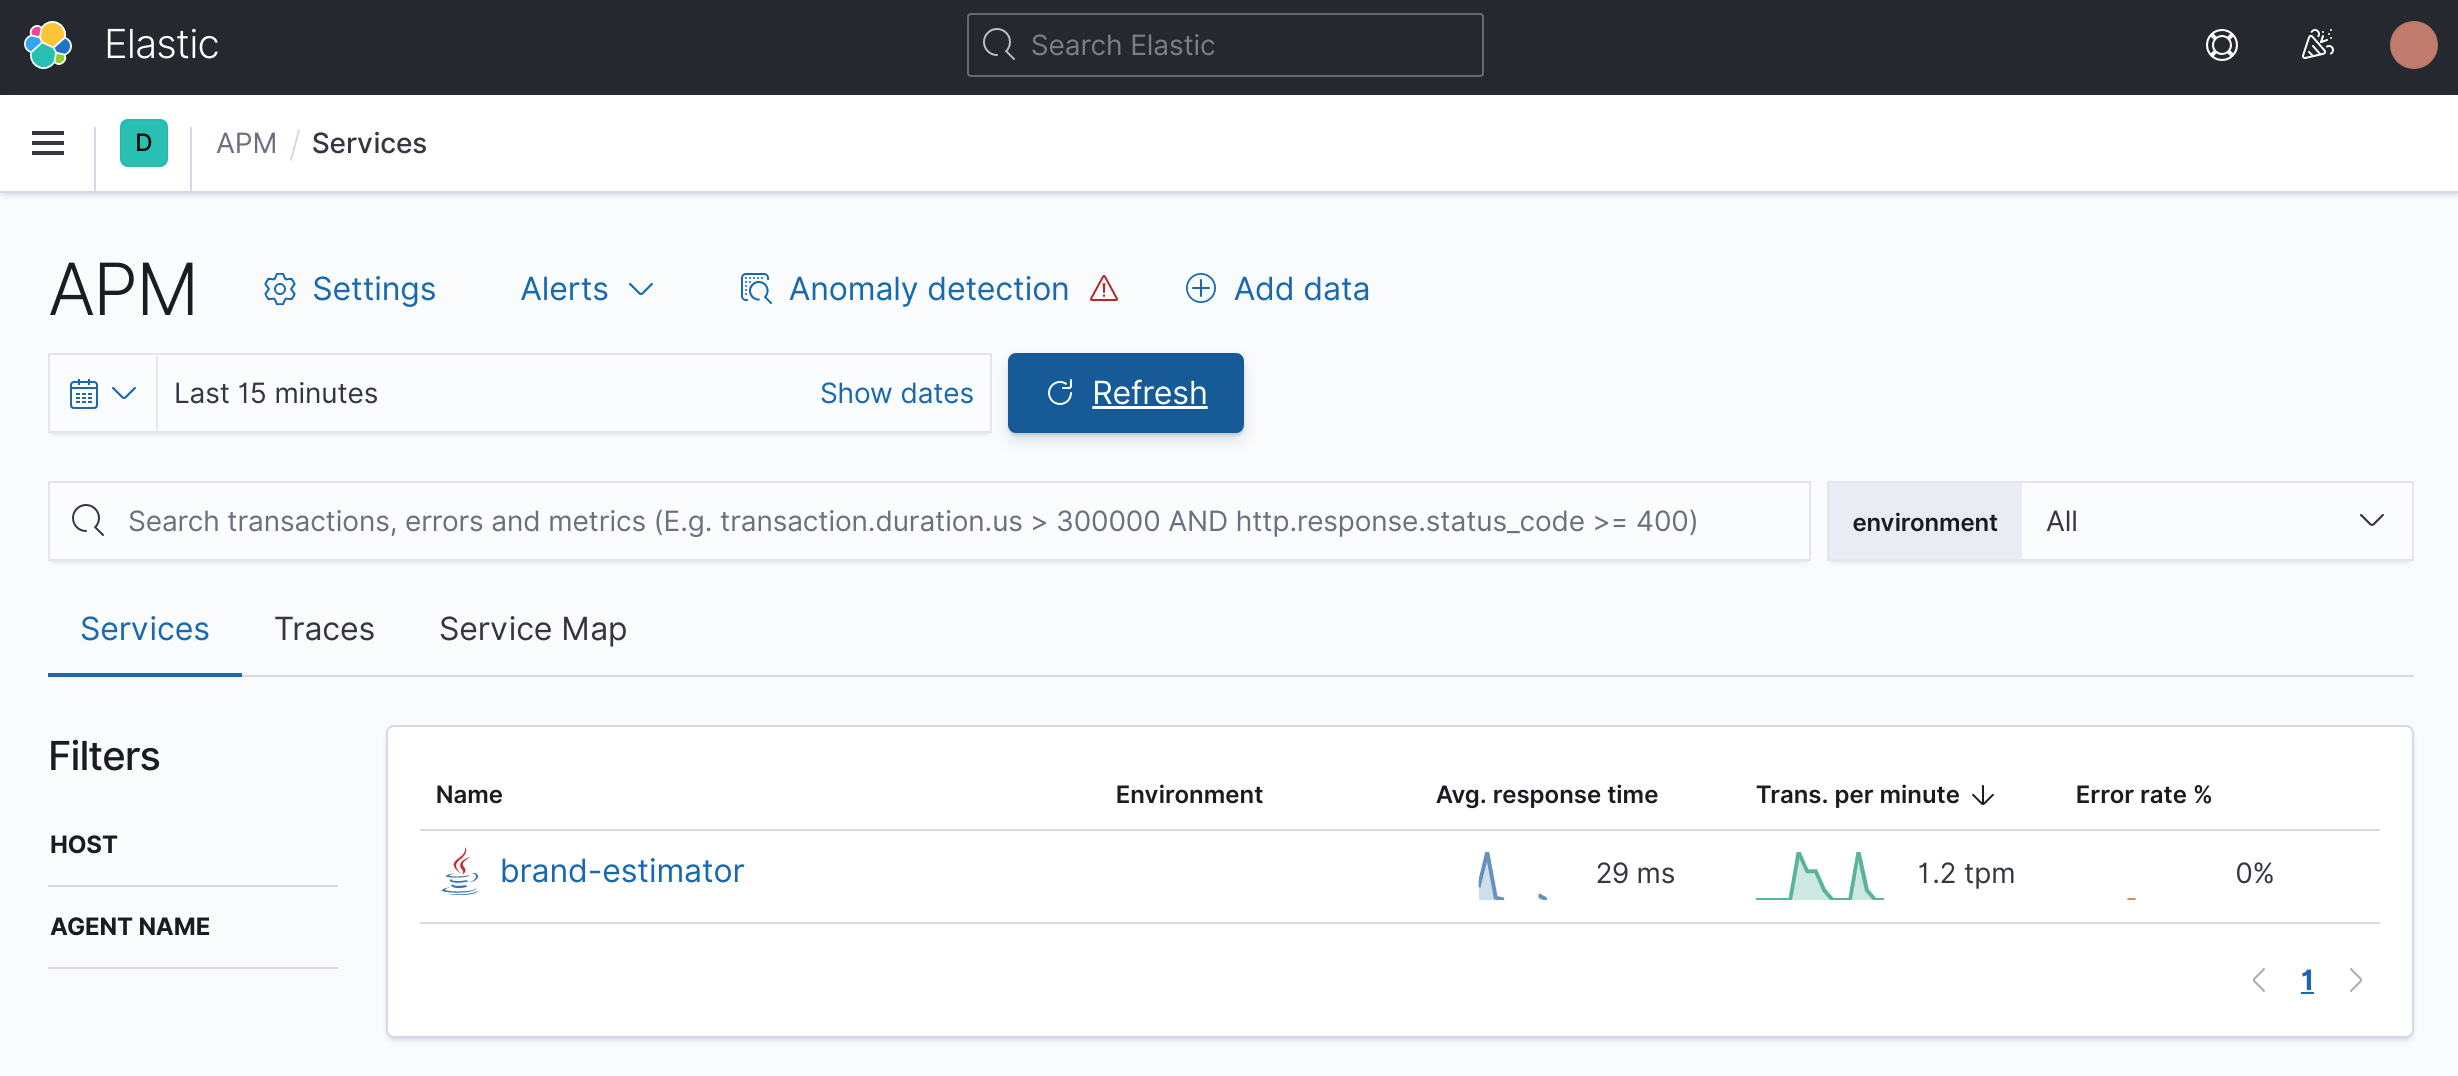 Elastic
Search Elastic
D
APM / Services
APM
Settings
Alerts
Anomaly detection
Add data
Last 15 minutes
Show dates
Refresh
Search transactions, errors and metrics (E.g. transaction.duration.us > 300000 AND http.response.status_code >= 400)
environment
All
Services
Traces
Service Map
Filters
HOST
AGENT NAME
Name
Environment
Avg. response time
Trans. per minute
Error rate %
brand-estimator
29 ms
1.2 tpm
0%
1